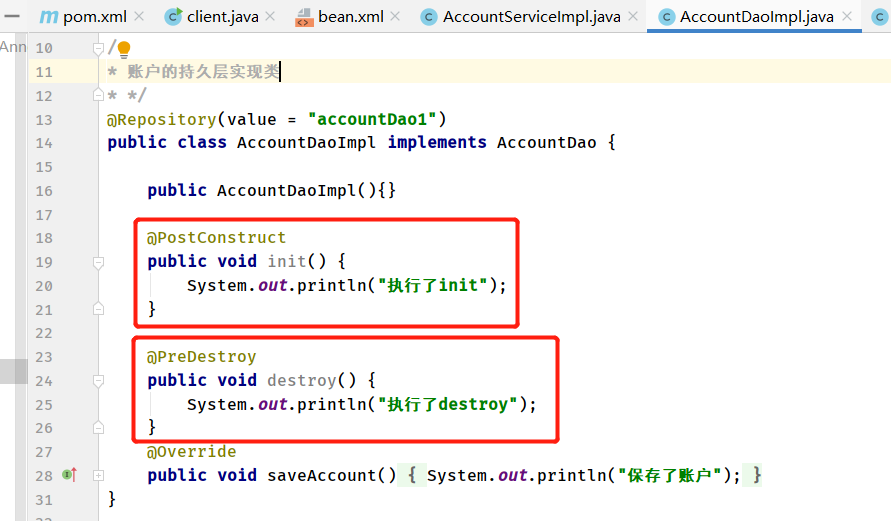 pom.xml client.java bean.xml AccountServiceImpl.java AccountDaoImpl.java
Ann
10 /
11 * 账户的持久层实现类
12 * */
13 @Repository(value = "accountDao1")
14 public class AccountDaoImpl implements AccountDao {
15
16 public AccountDaoImpl(){}
17
18 @PostConstruct
19 public void init() {
20 System.out.println("执行了init");
21 }
22
23 @PreDestroy
24 public void destroy() {
25 System.out.println("执行了destroy");
26 }
27 @Override
28 public void saveAccount() { System.out.println("保存了账户"); }
31 }